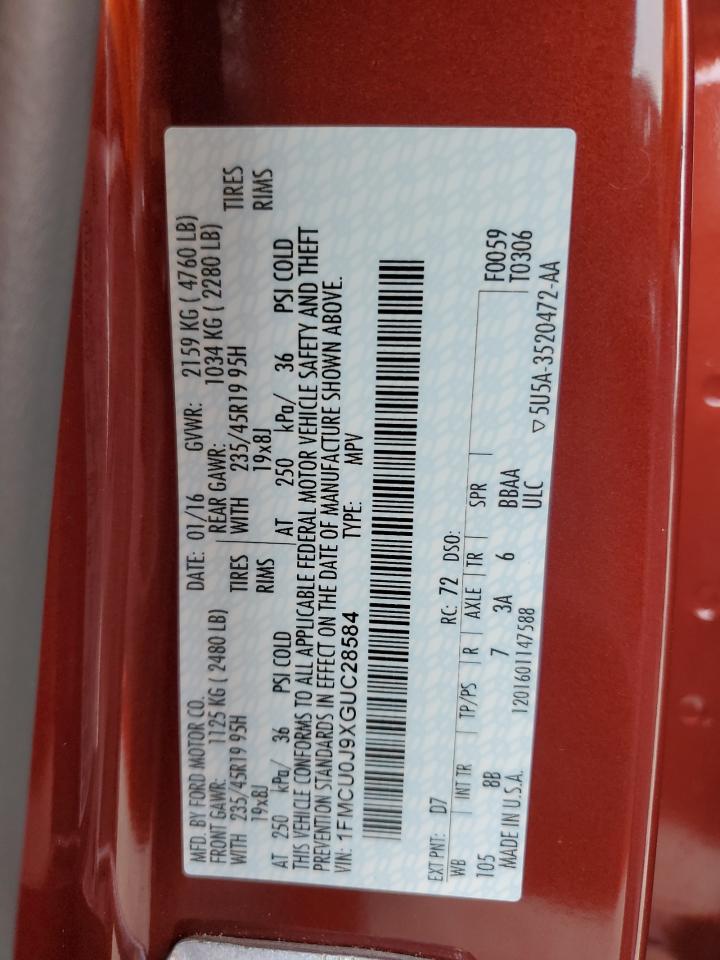 MFD. BY FORD MOTOR CO.
DATE: 01/16 GVWR: 2159 KG ( 4760 LB)
FRONT GAWR: 1125 KG ( 2480 LB)
REAR GAWR: 1034 KG ( 2280 LB)
WITH 235/45R19 95H TIRES
WITH 235/45R19 95H TIRES
19x8J RIMS
19x8J RIMS
AT 250 kPa/ 36 PSI COLD
AT 250 kPa/ 36 PSI COLD
THIS VEHICLE CONFORMS TO ALL APPLICABLE FEDERAL MOTOR VEHICLE SAFETY AND THEFT
PREVENTION STANDARDS IN EFFECT ON THE DATE OF MANUFACTURE SHOWN ABOVE.
VIN: 1FMCU0J9XGUC28584 TYPE: MPV
EXT PNT: D7 RC: 72 DSO:
WB INT TR TP/PS R AXLE TR SPR F0059
105 8B 7 3A 6 BBAA T0306
MADE IN U.S.A. 1201601147588 ULC
▽5U5A-3520472-AA